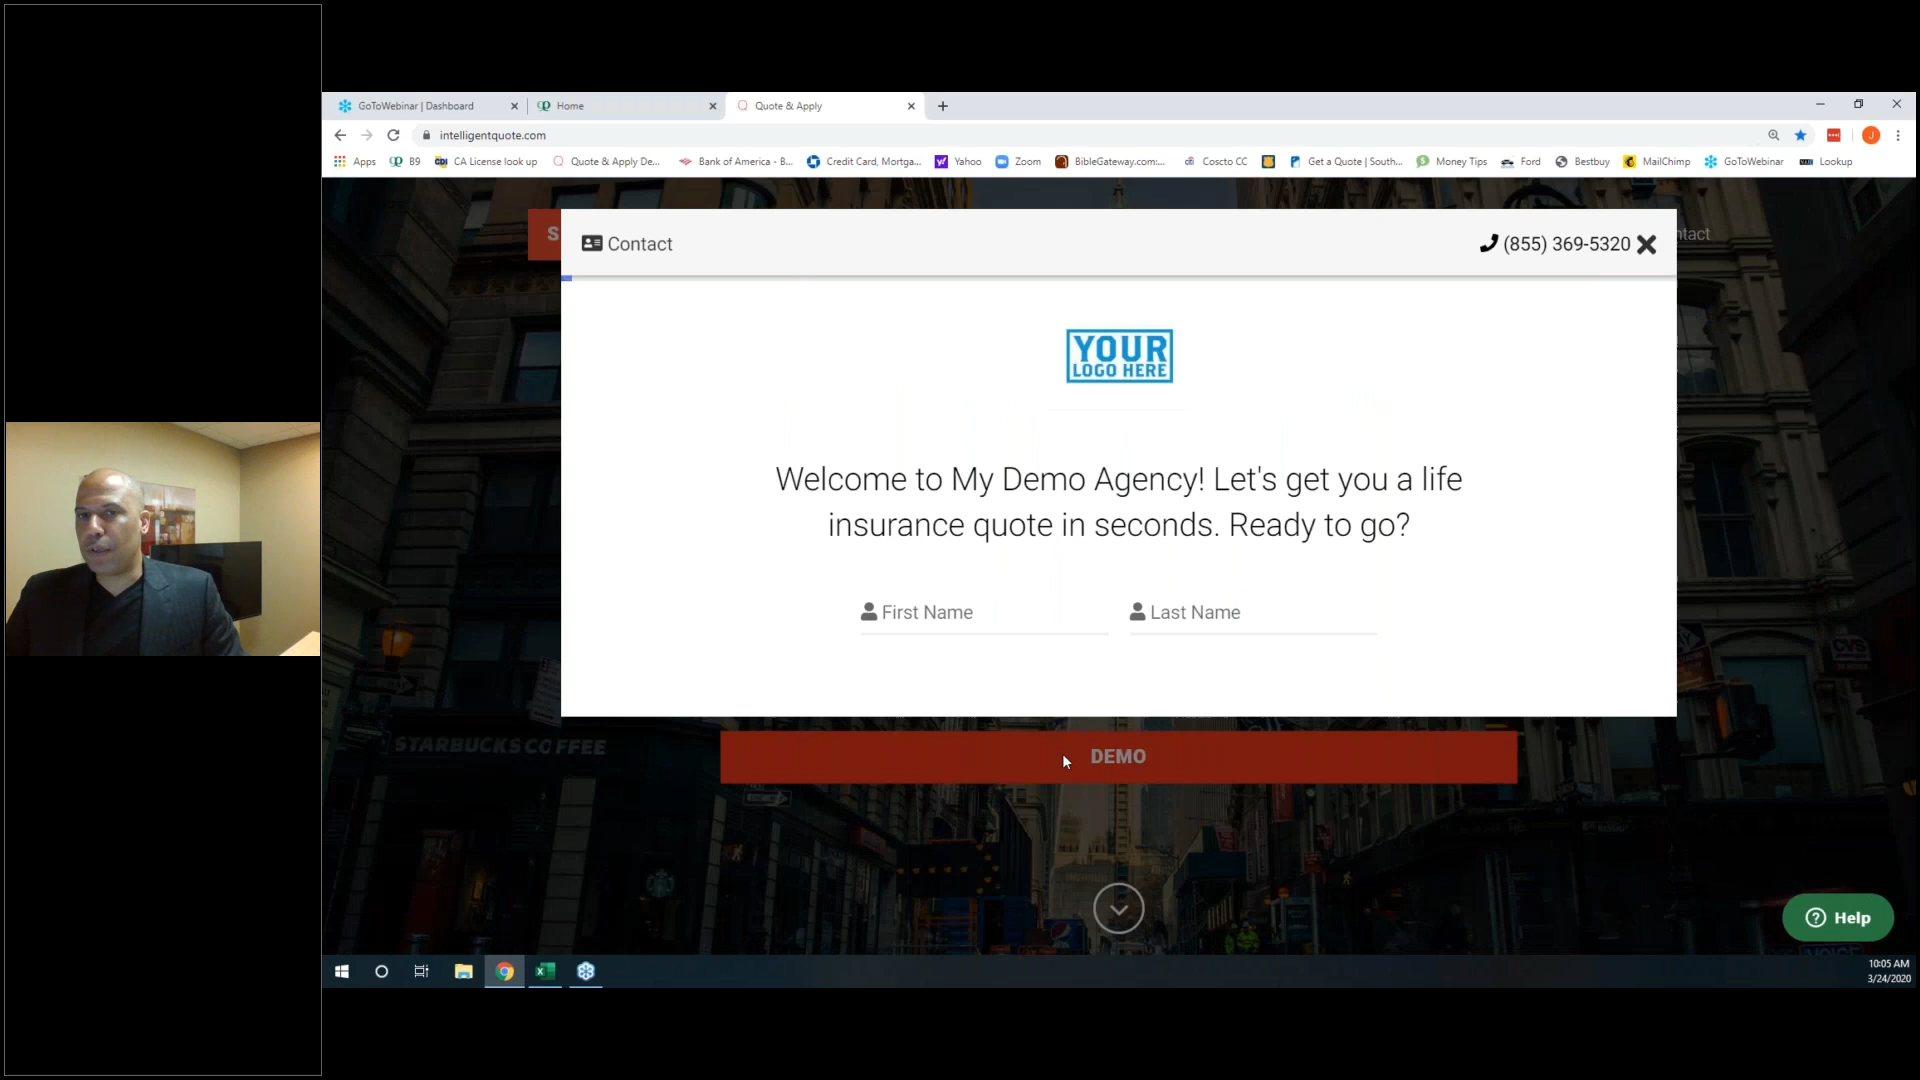 GoToWebinar | Dashboard
Home
Quote & Apply
intelligentquote.com
Apps
B9
CA License look up
Quote & Apply De...
Bank of America - B...
Credit Card, Mortga...
Yahoo
Zoom
BibleGateway.com:...
Coscto CC
Get a Quote | South...
Money Tips
Ford
Bestbuy
MailChimp
GoToWebinar
Lookup
S
Contact
(855) 369-5320
ntact
YOUR
LOGO HERE
Welcome to My Demo Agency! Let's get you a life
insurance quote in seconds. Ready to go?
First Name
Last Name
STARBUCKS COFFEE
CVS
DEMO
Help
10:05 AM
3/24/2020